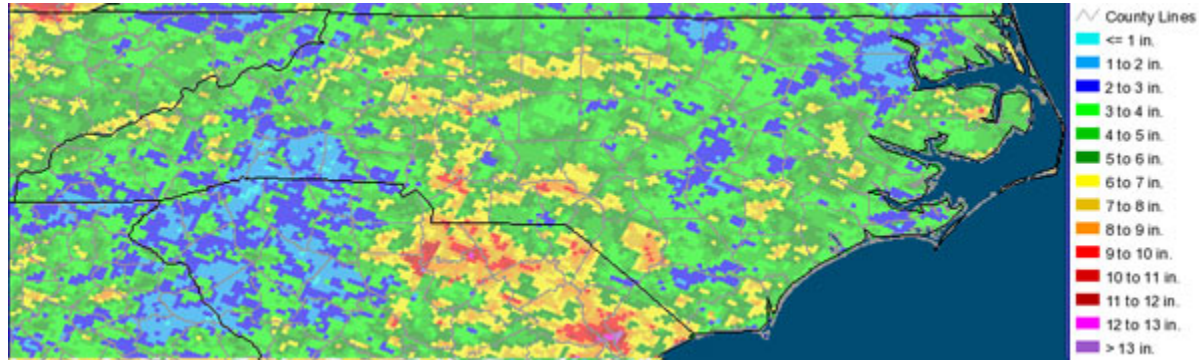 County Lines
<= 1 in.
1 to 2 in.
2 to 3 in.
3 to 4 in.
4 to 5 in.
5 to 6 in.
6 to 7 in.
7 to 8 in.
8 to 9 in.
9 to 10 in.
10 to 11 in.
11 to 12 in.
12 to 13 in.
> 13 in.